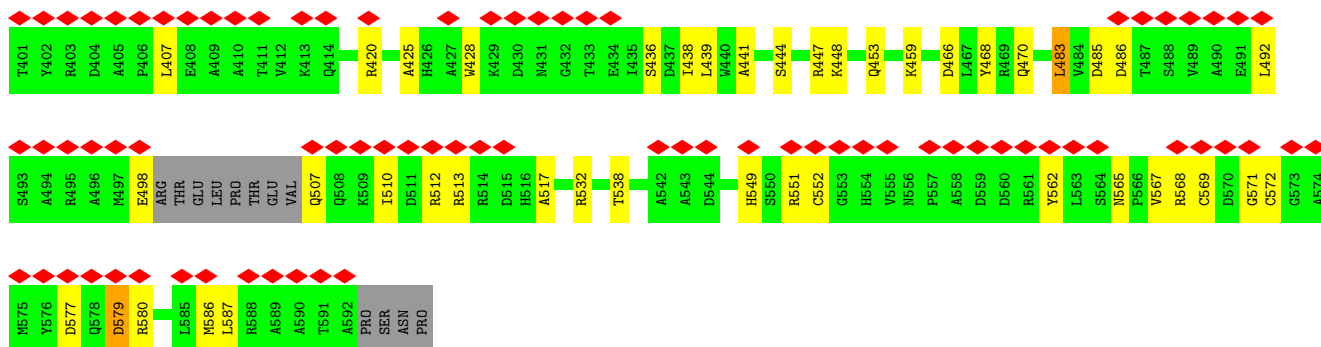 T401 Y402 R403 D404 A405 P406 L407 E408 A409 A410 T411 V412 K413 Q414 R420 A425 H426 A427 W428 K429 D430 N431 G432 T433 E434 I435 S436 D437 I438 L439 W440 A441 S444 R447 K448 Q453 K459 D466 L467 Y468 R469 Q470 L483 V484 D485 D486 T487 S488 V489 A490 E491 L492
S493 A494 R495 A496 M497 E498 ARG THR GLU LEU PRO THR GLU VAL Q507 Q508 K509 I510 D511 R512 R513 R514 D515 H516 A517 R532 T538 A542 A543 D544 H549 S550 R551 C552 G553 H554 V555 N556 P557 A558 D559 D560 R561 Y562 L563 S564 N565 P566 V567 R568 C569 D570 G571 C572 G573 A574
M575 Y576 D577 Q578 D579 R580 L585 M586 L587 R588 A589 A590 T591 A592 PRO SER ASN PRO